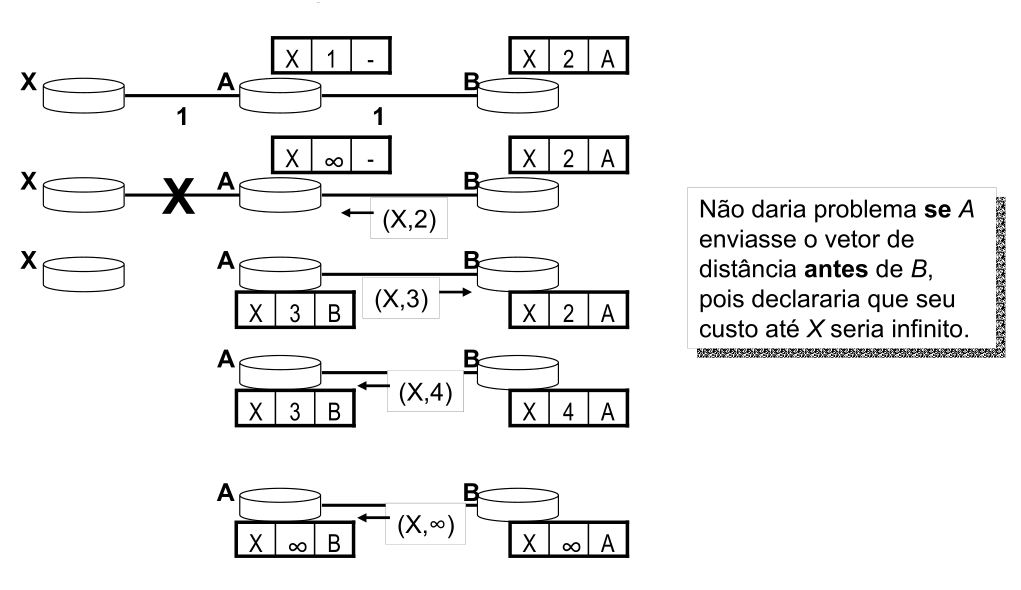 X 1 -
X 2 A
X
A
B
1
1
X ∞ -
X 2 A
X
X
A
B
(X,2)
X
A
B
(X,3)
X 3 B
X 2 A
A
B
(X,4)
X 3 B
X 4 A
A
B
(X,∞)
X ∞ B
X ∞ A
Não daria problema se A
enviasse o vetor de
distância antes de B,
pois declararia que seu
custo até X seria infinito.